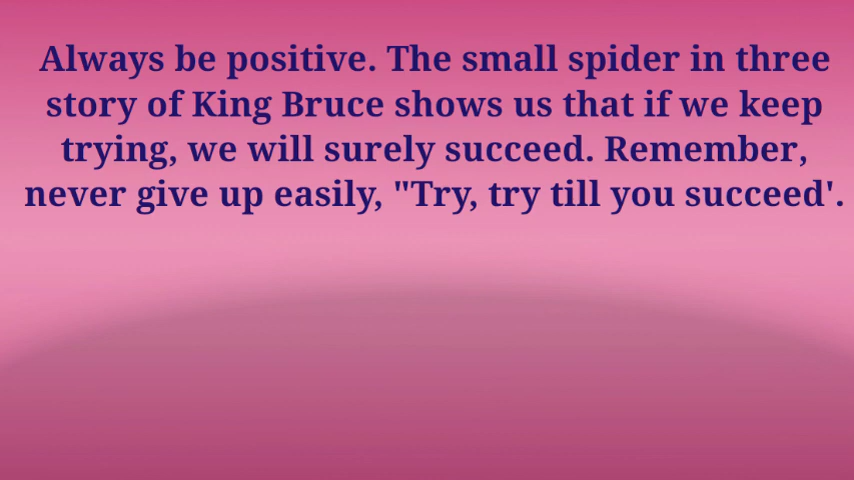 Always be positive. The small spider in three
story of King Bruce shows us that if we keep
trying, we will surely succeed. Remember,
never give up easily, "Try, try till you succeed'.